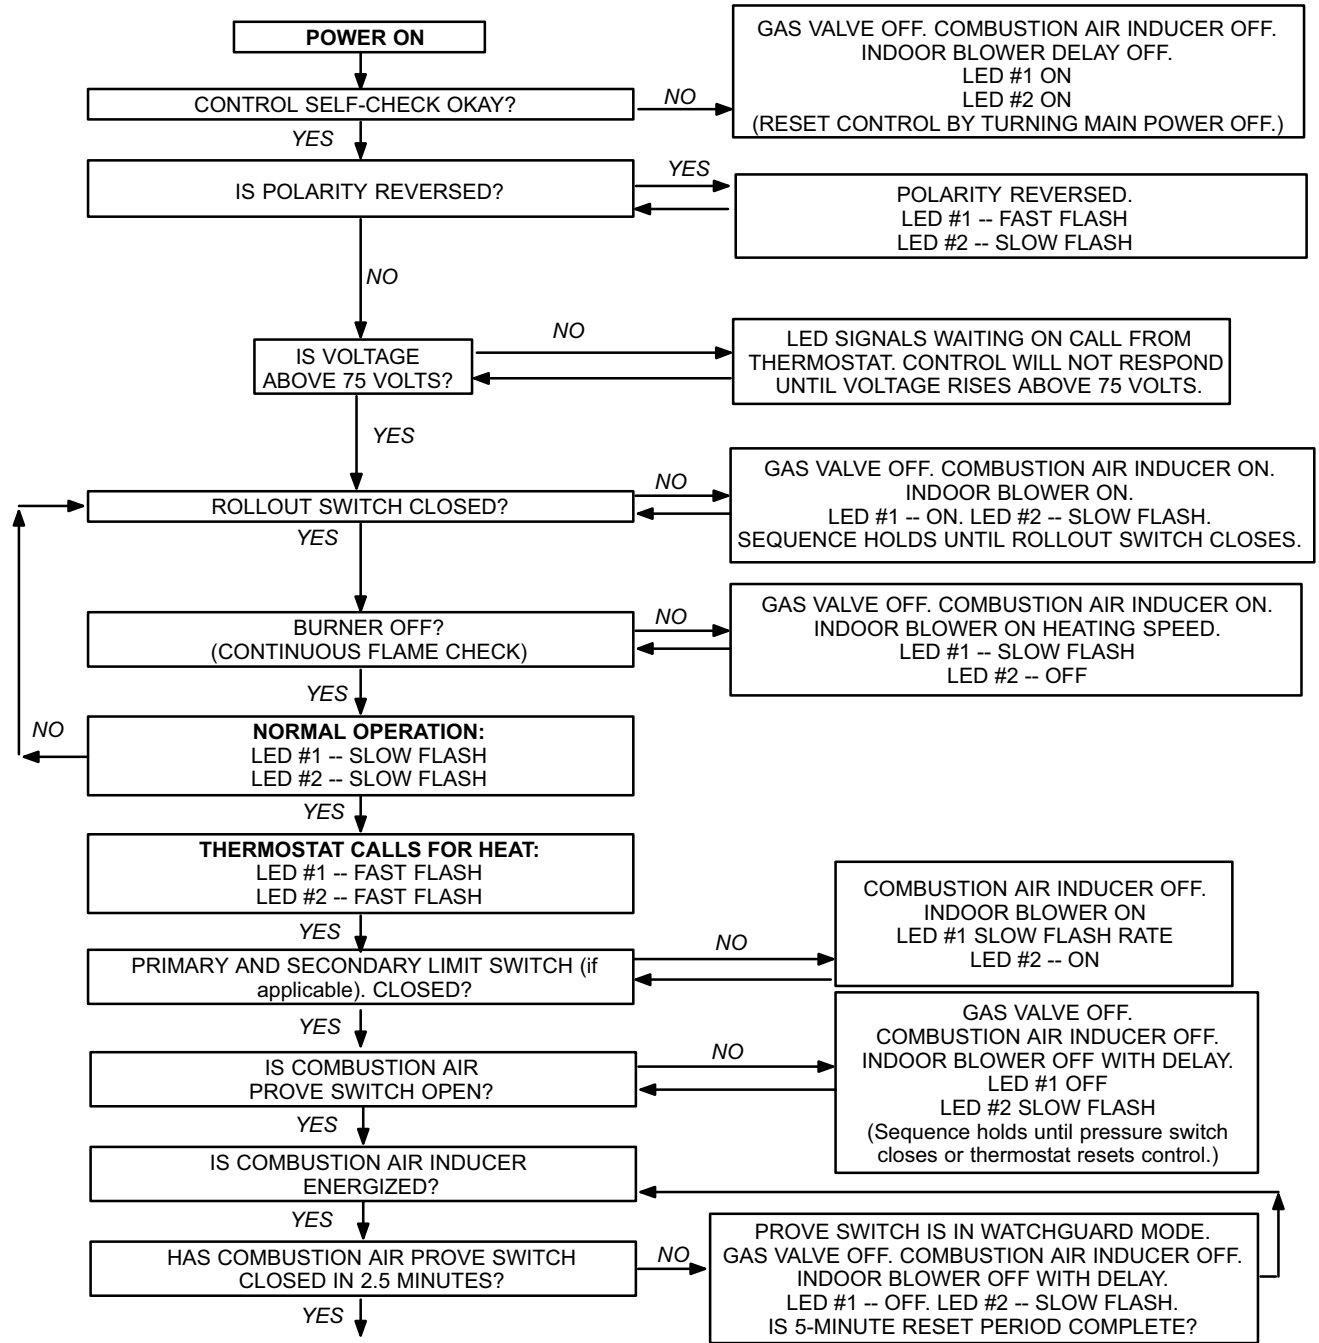 POWER ON
GAS VALVE OFF. COMBUSTION AIR INDUCER OFF.
INDOOR BLOWER DELAY OFF.
LED #1 ON
LED #2 ON
(RESET CONTROL BY TURNING MAIN POWER OFF.)
CONTROL SELF-CHECK OKAY?
NO
YES
IS POLARITY REVERSED?
YES
POLARITY REVERSED.
LED #1 -- FAST FLASH
LED #2 -- SLOW FLASH
NO
IS VOLTAGE
ABOVE 75 VOLTS?
NO
LED SIGNALS WAITING ON CALL FROM
THERMOSTAT. CONTROL WILL NOT RESPOND
UNTIL VOLTAGE RISES ABOVE 75 VOLTS.
YES
ROLLOUT SWITCH CLOSED?
NO
GAS VALVE OFF. COMBUSTION AIR INDUCER ON.
INDOOR BLOWER ON.
LED #1 -- ON. LED #2 -- SLOW FLASH.
SEQUENCE HOLDS UNTIL ROLLOUT SWITCH CLOSES.
YES
BURNER OFF?
(CONTINUOUS FLAME CHECK)
NO
GAS VALVE OFF. COMBUSTION AIR INDUCER ON.
INDOOR BLOWER ON HEATING SPEED.
LED #1 -- SLOW FLASH
LED #2 -- OFF
YES
NO
NORMAL OPERATION:
LED #1 -- SLOW FLASH
LED #2 -- SLOW FLASH
YES
THERMOSTAT CALLS FOR HEAT:
LED #1 -- FAST FLASH
LED #2 -- FAST FLASH
YES
PRIMARY AND SECONDARY LIMIT SWITCH (if
applicable). CLOSED?
NO
COMBUSTION AIR INDUCER OFF.
INDOOR BLOWER ON
LED #1 SLOW FLASH RATE
LED #2 -- ON
YES
IS COMBUSTION AIR
PROVE SWITCH OPEN?
NO
GAS VALVE OFF.
COMBUSTION AIR INDUCER OFF.
INDOOR BLOWER OFF WITH DELAY.
LED #1 OFF
LED #2 SLOW FLASH
(Sequence holds until pressure switch
closes or thermostat resets control.)
YES
IS COMBUSTION AIR INDUCER
ENERGIZED?
YES
HAS COMBUSTION AIR PROVE SWITCH
CLOSED IN 2.5 MINUTES?
NO
PROVE SWITCH IS IN WATCHGUARD MODE.
GAS VALVE OFF. COMBUSTION AIR INDUCER OFF.
INDOOR BLOWER OFF WITH DELAY.
LED #1 -- OFF. LED #2 -- SLOW FLASH.
IS 5-MINUTE RESET PERIOD COMPLETE?
YES